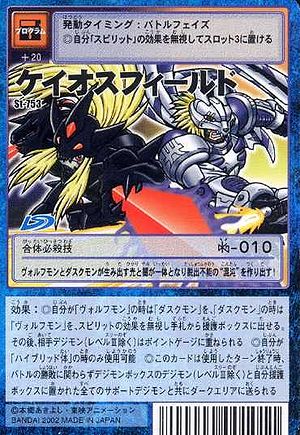 プログラム
+20
発動タイミング：バトルフェイズ
◎自分「スピリット」の効果を無視してスロット3に置ける
ケイオスフィールド
St-753
合体必殺技
-010
ヴォルフモンとダスクモンが生み出す光と闇が一体となり脱出不能の"混沌"を作り出す!
効果：◎自分が「ヴォルフモン」の時は「ダスクモン」を、「ダスクモン」の時は
「ヴォルフモン」を、スピリットの効果を無視し手札から援護ボックスに出せる。
その後、相手デジモン(レベルⅢ除く)はポイントゲージに重ねられる ◎自分が
「ハイブリッド体」の時のみ使用可能 ◎このカードは使用したターン終了時、
バトルの勝敗に関わらずデジモンボックスのデジモン(レベルⅢ除く)と自分援護
ボックスに置かれた全てのサポートデジモンと共にダークエリアに送られる
©本郷あきよし・東映アニメーション
BANDAI 2002 MADE IN JAPAN